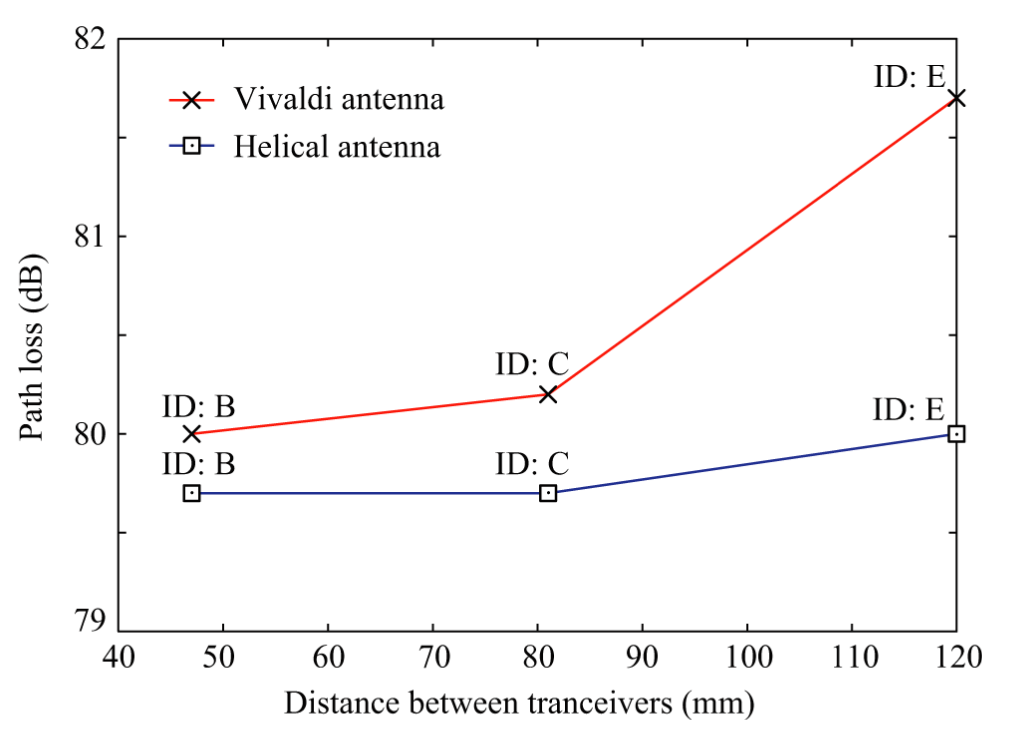 82
ID: E
Vivaldi antenna
Helical antenna
81
Path loss (dB)
ID: C
ID: B
ID: E
80
ID: B
ID: C
79
40 50 60 70 80 90 100 110 120
Distance between tranceivers (mm)